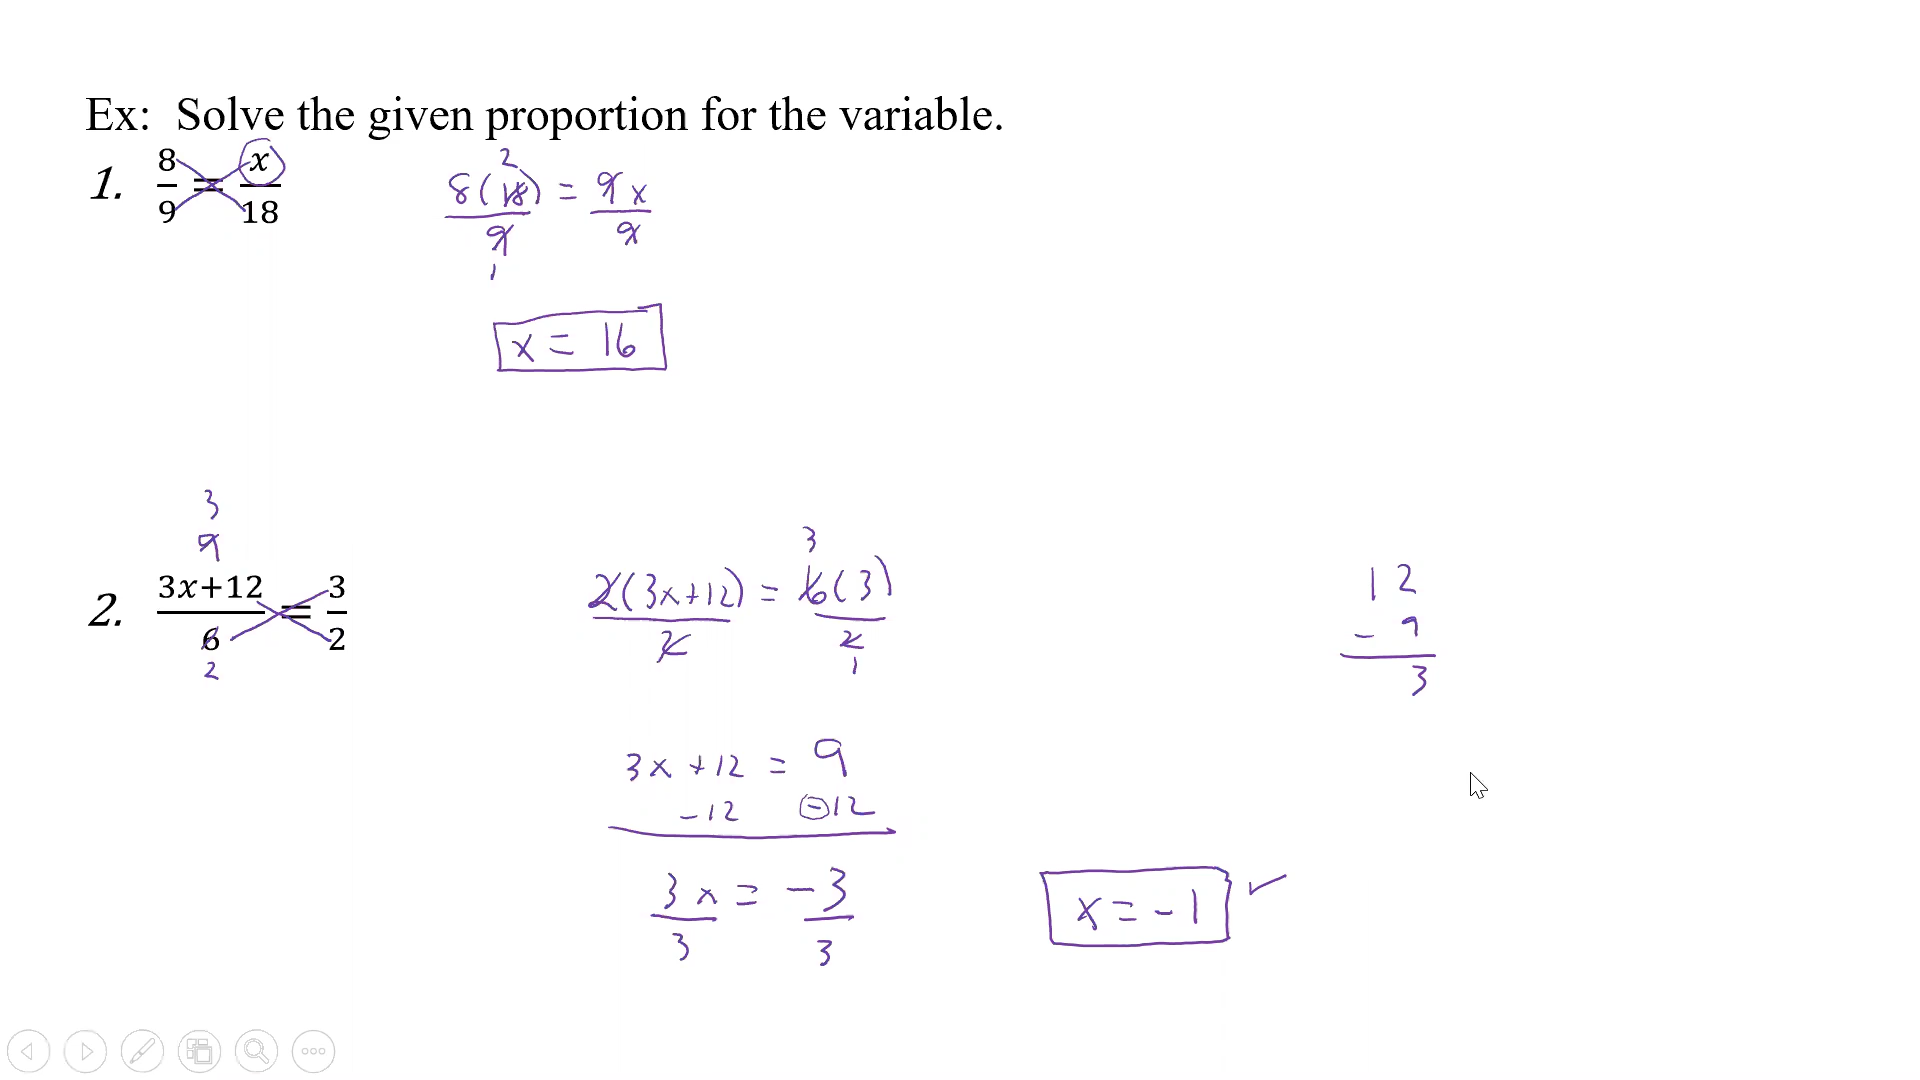 Ex: Solve the given proportion for the variable.
1. 8/9 = x/18
2
8(18) = 9x
9 9
1
x = 16
3
9
2. 3x+12/6 = 3/2
2
3
2(3x+12) = 6(3)
2 2
1
3x + 12 = 9
-12 -12
3x = -3
3 3
x = -1 ✓
12
- 9
3